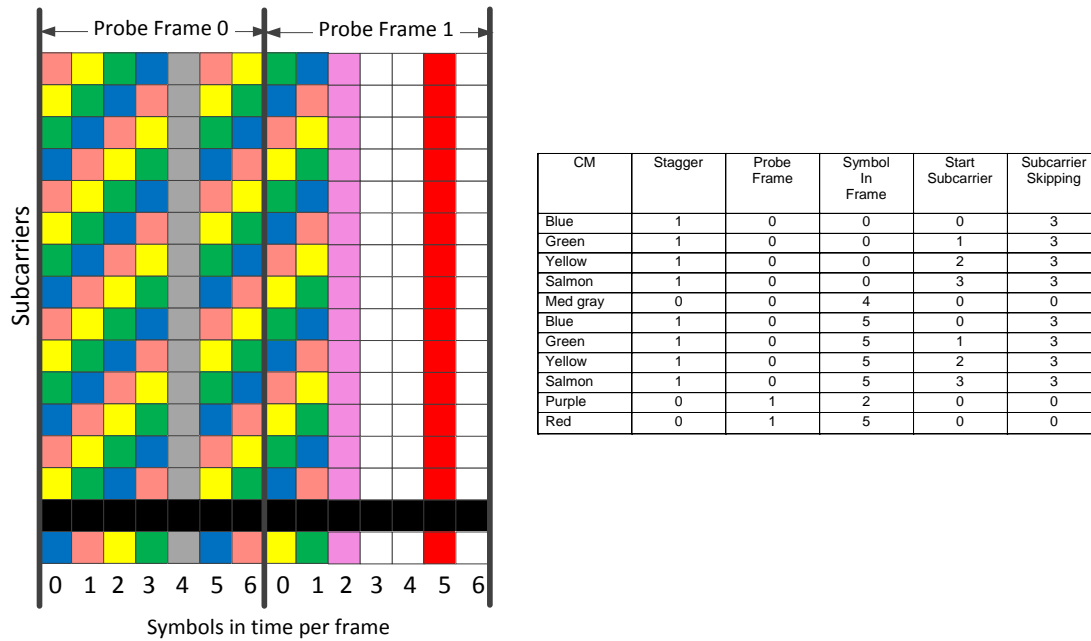 Probe Frame 0 Probe Frame 1
Subcarriers
0 1 2 3 4 5 6 0 1 2 3 4 5 6
Symbols in time per frame
CM Stagger Probe Frame Symbol In Frame Start Subcarrier Subcarrier Skipping
Blue 1 0 0 0 3
Green 1 0 0 1 3
Yellow 1 0 0 2 3
Salmon 1 0 0 3 3
Med gray 0 0 4 0 0
Blue 1 0 5 0 3
Green 1 0 5 1 3
Yellow 1 0 5 2 3
Salmon 1 0 5 3 3
Purple 0 1 2 0 0
Red 0 1 5 0 0